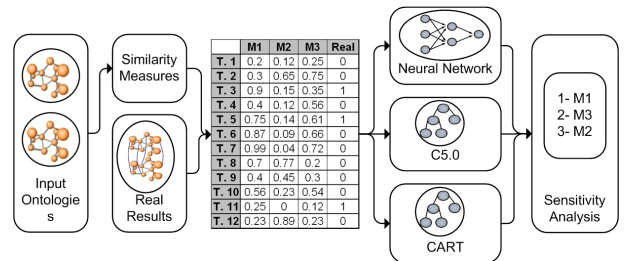 Input
Ontologie
s
Similarity
Measures
Real
Results
M1 M2 M3 Real
T. 1 0.2 0.12 0.25 0
T. 2 0.3 0.65 0.75 0
T. 3 0.9 0.15 0.35 1
T. 4 0.4 0.12 0.56 0
T. 5 0.75 0.14 0.61 1
T. 6 0.87 0.09 0.66 0
T. 7 0.99 0.04 0.72 0
T. 8 0.7 0.77 0.2 0
T. 9 0.4 0.45 0.3 0
T. 10 0.56 0.23 0.54 0
T. 11 0.25 0 0.12 1
T. 12 0.23 0.89 0.23 0
Neural Network
C5.0
CART
1- M1
2- M3
3- M2
Sensitivity
Analysis